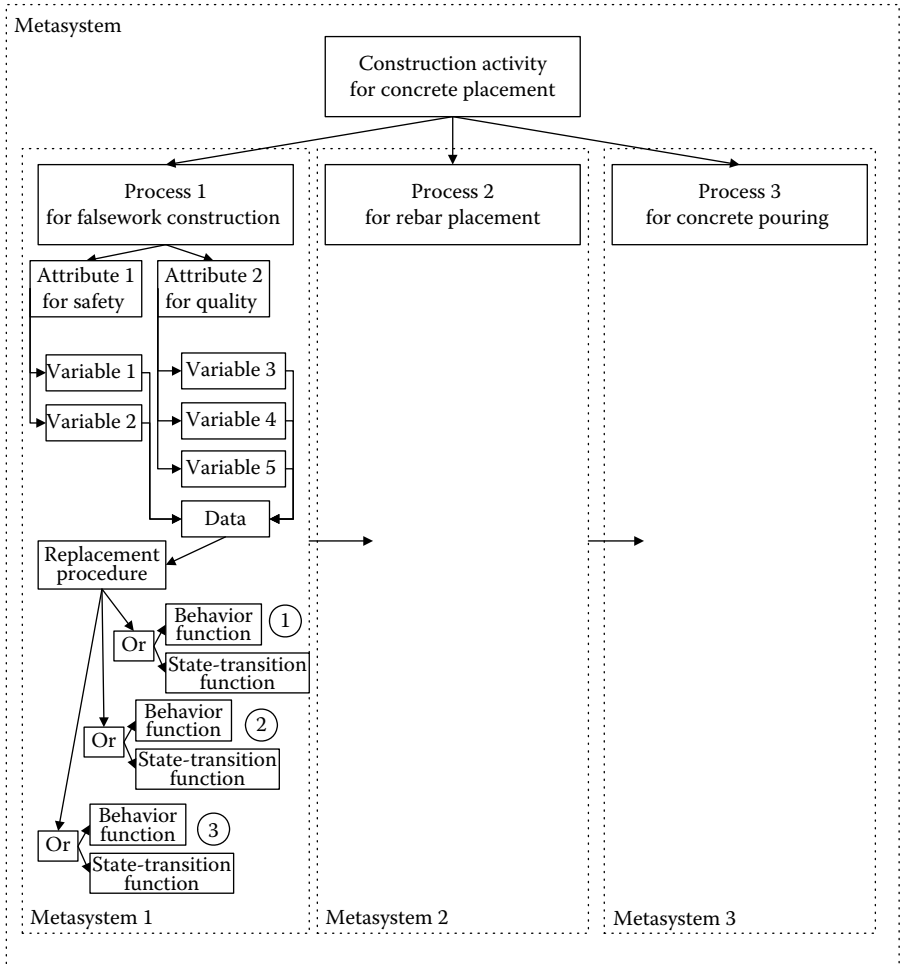 Metasystem
Construction activity
for concrete placement
Process 1
for falsework construction
Process 2
for rebar placement
Process 3
for concrete pouring
Attribute 1
for safety
Attribute 2
for quality
Variable 1
Variable 2
Variable 3
Variable 4
Variable 5
Data
Replacement
procedure
Or
Behavior
function
1
State-transition
function
Or
Behavior
function
2
State-transition
function
Or
Behavior
function
3
State-transition
function
Metasystem 1
Metasystem 2
Metasystem 3